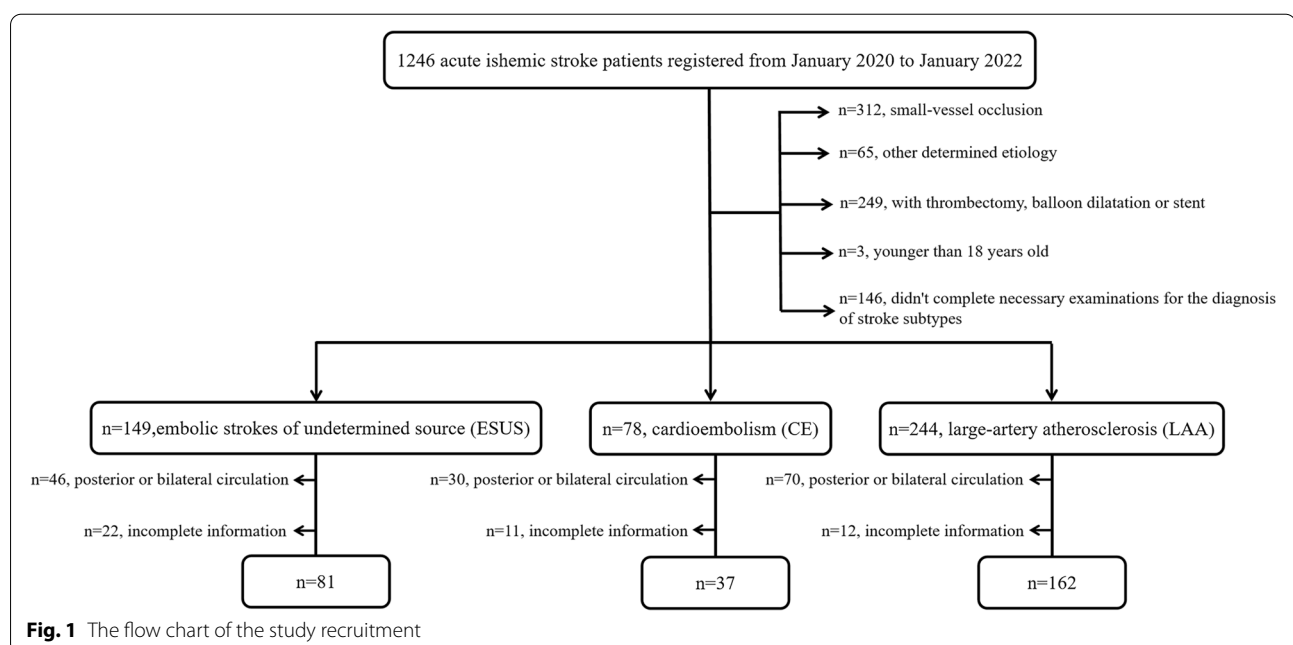 1246 acute ishemic stroke patients registered from January 2020 to January 2022
n=312, small-vessel occlusion
n=65, other determined etiology
n=249, with thrombectomy, balloon dilatation or stent
n=3, younger than 18 years old
n=146, didn't complete necessary examinations for the diagnosis
of stroke subtypes
n=149,embolic strokes of undetermined source (ESUS)
n=78, cardioembolism (CE)
n=244, large-artery atherosclerosis (LAA)
n=46, posterior or bilateral circulation
n=30, posterior or bilateral circulation
n=70, posterior or bilateral circulation
n=22, incomplete information
n=11, incomplete information
n=12, incomplete information
n=81
n=37
n=162
Fig. 1 The flow chart of the study recruitment